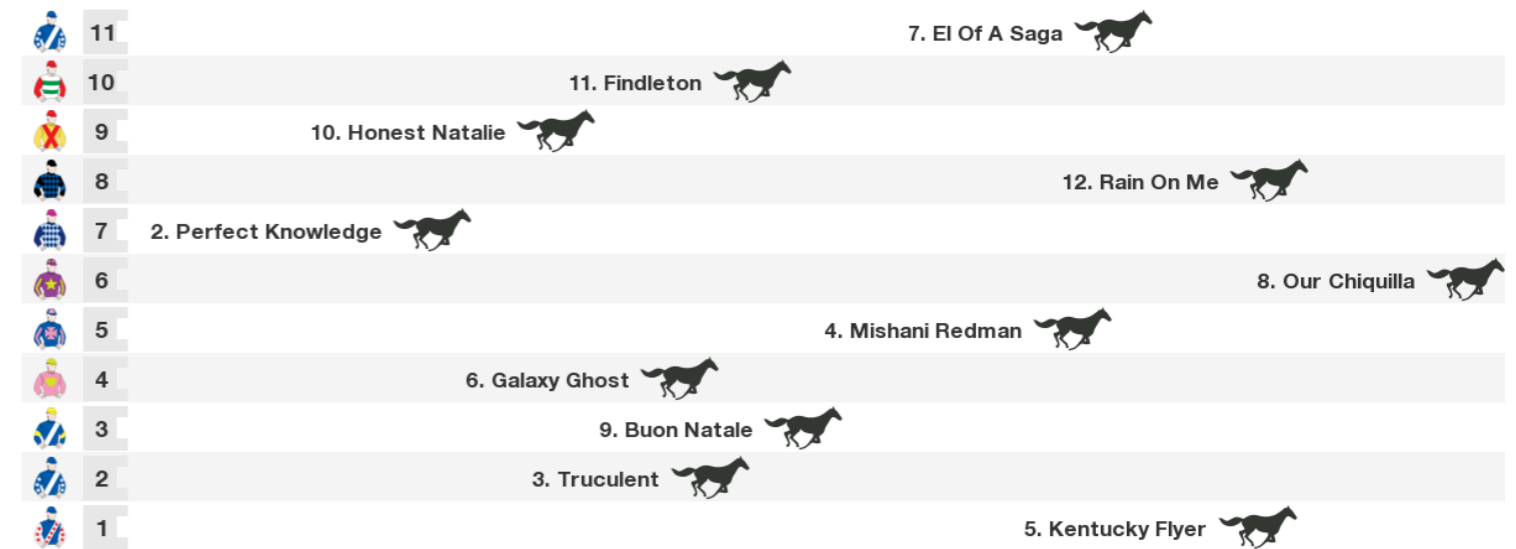 11 7. El Of A Saga
10 11. Findleton
9 10. Honest Natalie
8 12. Rain On Me
7 2. Perfect Knowledge
6 8. Our Chiquilla
5 4. Mishani Redman
4 6. Galaxy Ghost
3 9. Buon Natale
2 3. Truculent
1 5. Kentucky Flyer